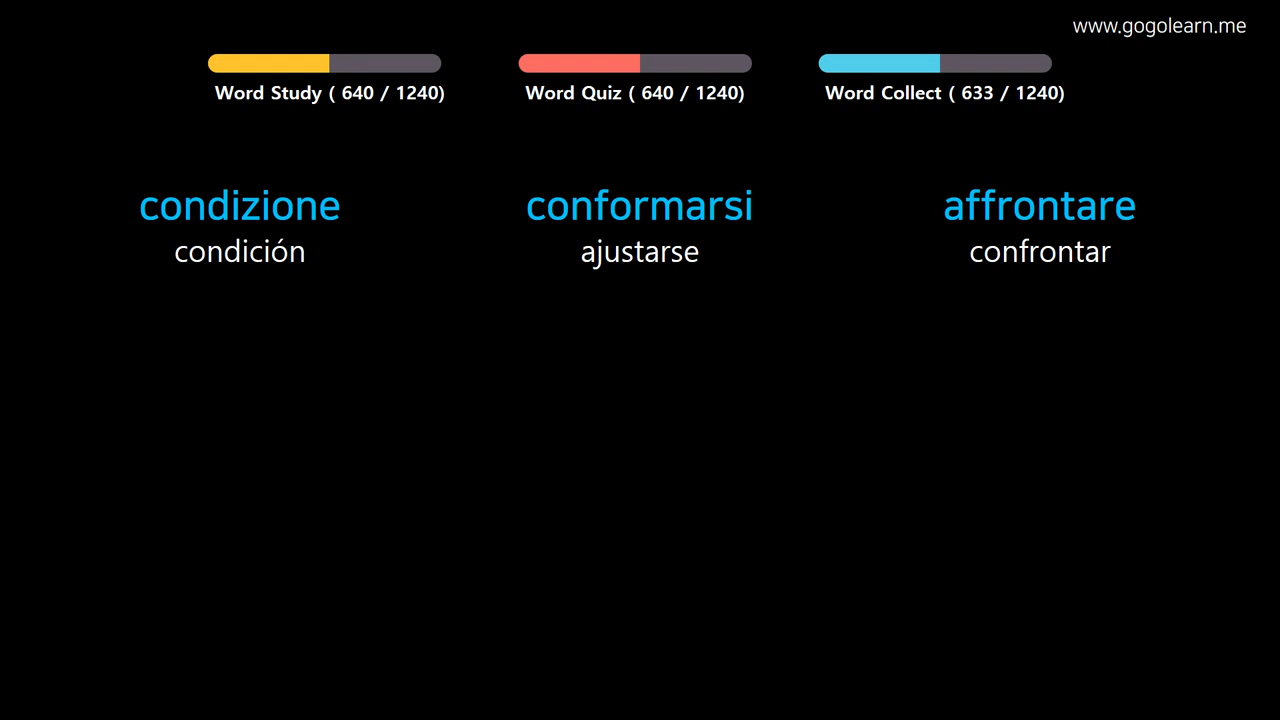 www.gogolearn.me
Word Study ( 640 / 1240)
Word Quiz ( 640 / 1240)
Word Collect ( 633 / 1240)
condizione
condición
conformarsi
ajustarse
affrontare
confrontar